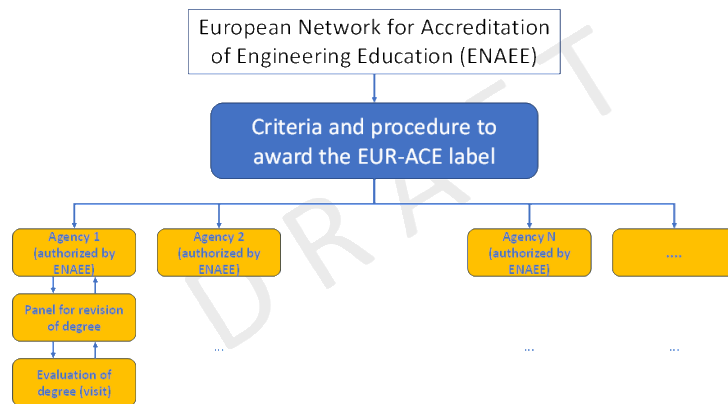 European Network for Accreditation
of Engineering Education (ENAEE)
Criteria and procedure to
award the EUR-ACE label
Agency 1
(authorized by
ENAEE)
Agency 2
(authorized by
ENAEE)
Agency N
(authorized by
ENAEE)
....
Panel for revision
of degree
...
...
...
Evaluation of
degree (visit)
DRAFT